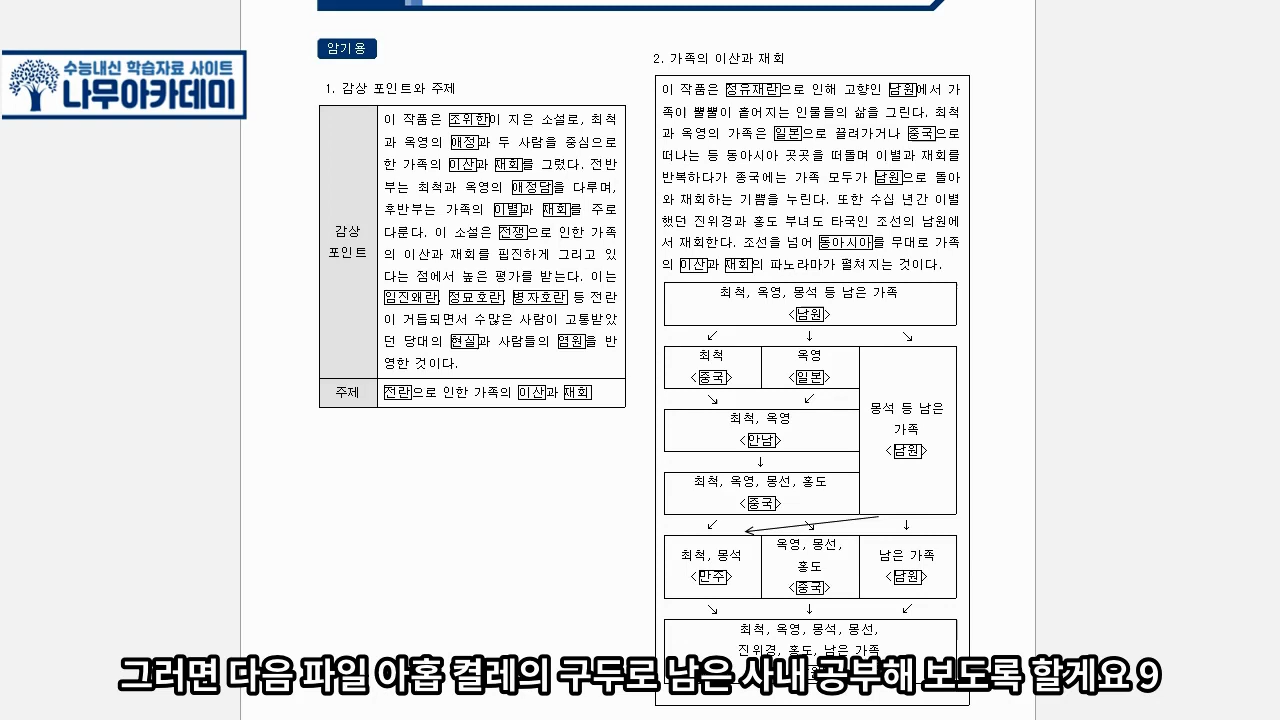 수능내신 학습자료 사이트
나무아카데미
암기용
1. 감상 포인트와 주제
감상
포인트
이 작품은 조위한이 지은 소설로, 최척
과 옥영의 애정과 두 사람을 중심으로
한 가족의 이산과 재회를 그렸다. 전반
부는 최척과 옥영의 애정담을 다루며,
후반부는 가족의 이별과 재회를 주로
다룬다. 이 소설은 전쟁으로 인한 가족
의 이산과 재회를 핍진하게 그리고 있
다는 점에서 높은 평가를 받는다. 이는
임진왜란, 정묘호란, 병자호란 등 전란
이 거듭되면서 수많은 사람이 고통받았
던 당대의 현실과 사람들의 염원을 반
영한 것이다.
주제
전란으로 인한 가족의 이산과 재회
2. 가족의 이산과 재회
이 작품은 정유재란으로 인해 고향인 남원에서 가
족이 뿔뿔이 흩어지는 인물들의 삶을 그린다. 최척
과 옥영의 가족은 일본으로 끌려가거나 중국으로
떠나는 등 동아시아 곳곳을 떠돌며 이별과 재회를
반복하다가 종국에는 가족 모두가 남원으로 돌아
와 재회하는 기쁨을 누린다. 또한 수십 년간 이별
했던 진위경과 홍도 부녀도 타국인 조선의 남원에
서 재회한다. 조선을 넘어 동아시아를 무대로 가족
의 이산과 재회의 파노라마가 펼쳐지는 것이다.
최척, 옥영, 몽석 등 남은 가족
<남원>
↙ ↓ ↘
최척
<중국>
옥영
<일본>
몽석 등 남은
가족
<남원>
↘ ↙
최척, 옥영
<안남>
↓
최척, 옥영, 몽선, 홍도
<중국>
↙ ↘ ↓
최척, 몽석
<만주>
옥영, 몽선,
홍도
<중국>
남은 가족
<남원>
↘ ↓ ↙
최척, 옥영, 몽석, 몽선,
진위경, 홍도, 남은 가족
그러면 다음 파일 아홉 컬레의 구두로 남은 사내 공부해 보도록 할게요 9